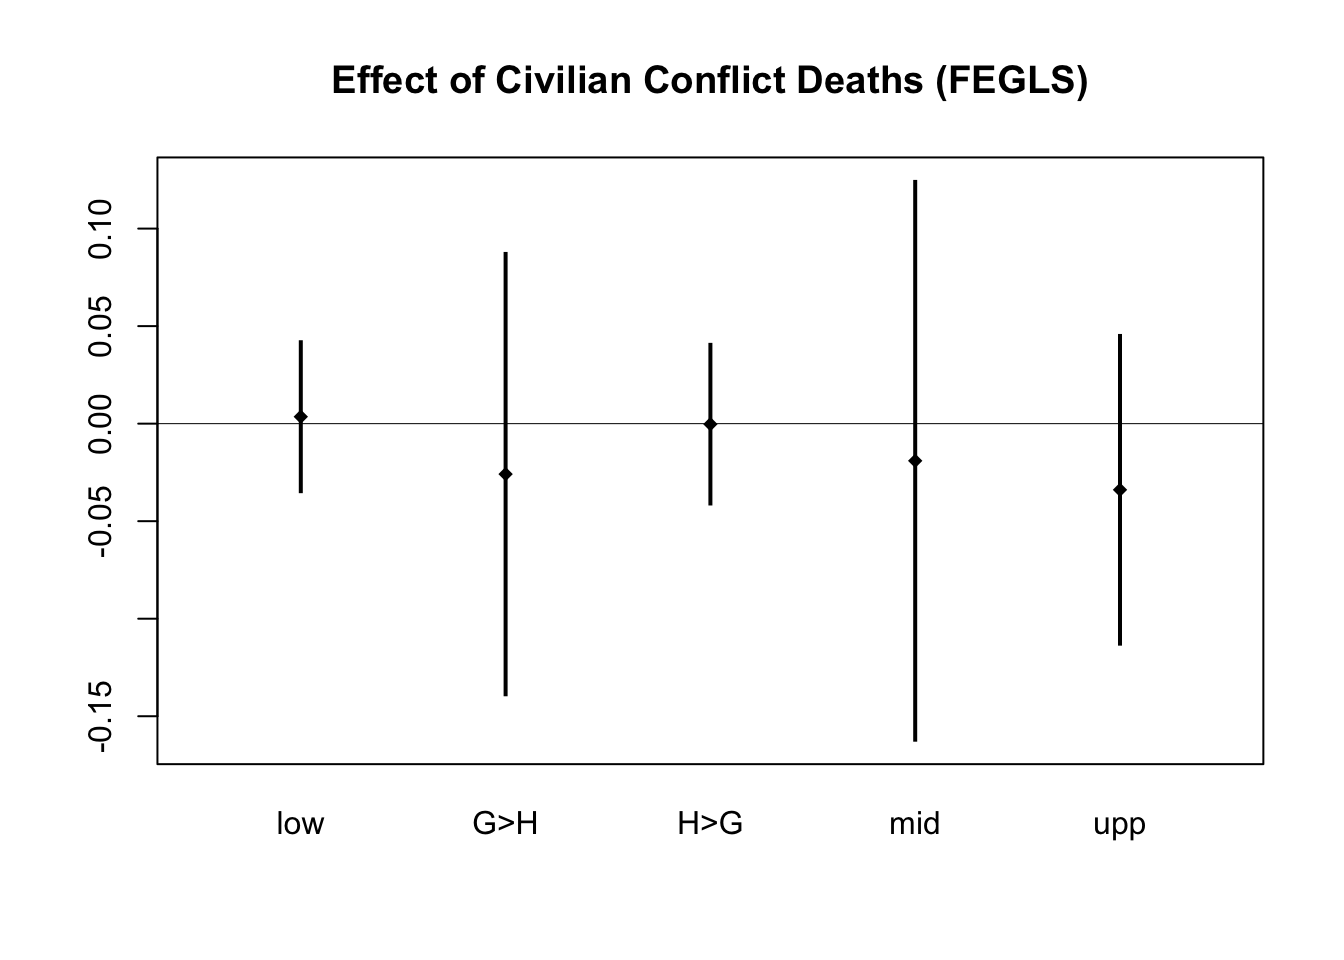 Effect of Civilian Conflict Deaths (FEGLS)
0.10
0.05
0.00
-0.05
-0.15
low G>H H>G mid upp